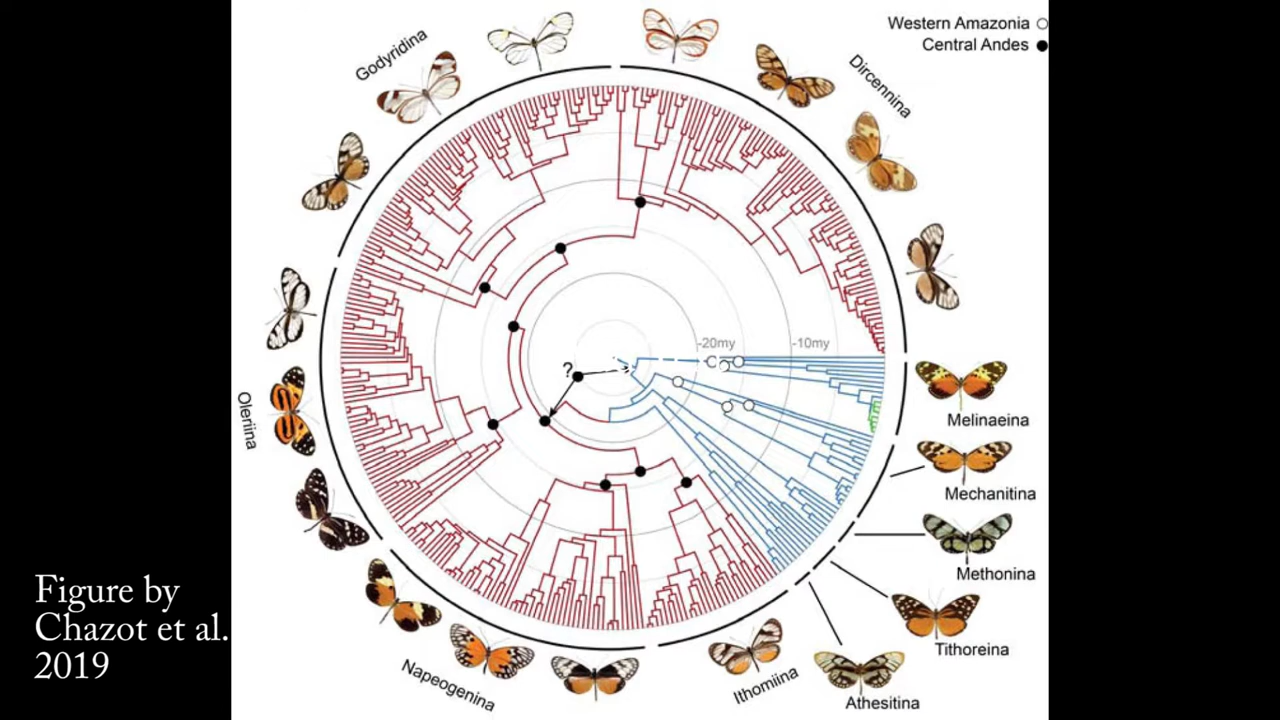 Western Amazonia
Central Andes
Godyridina
Dircennina
-20my
-10my
?
Oleriina
Melinaeina
Mechanitina
Methonina
Tithoreina
Athesitina
Ithomiina
Napeogenina
Figure by
Chazot et al.
2019